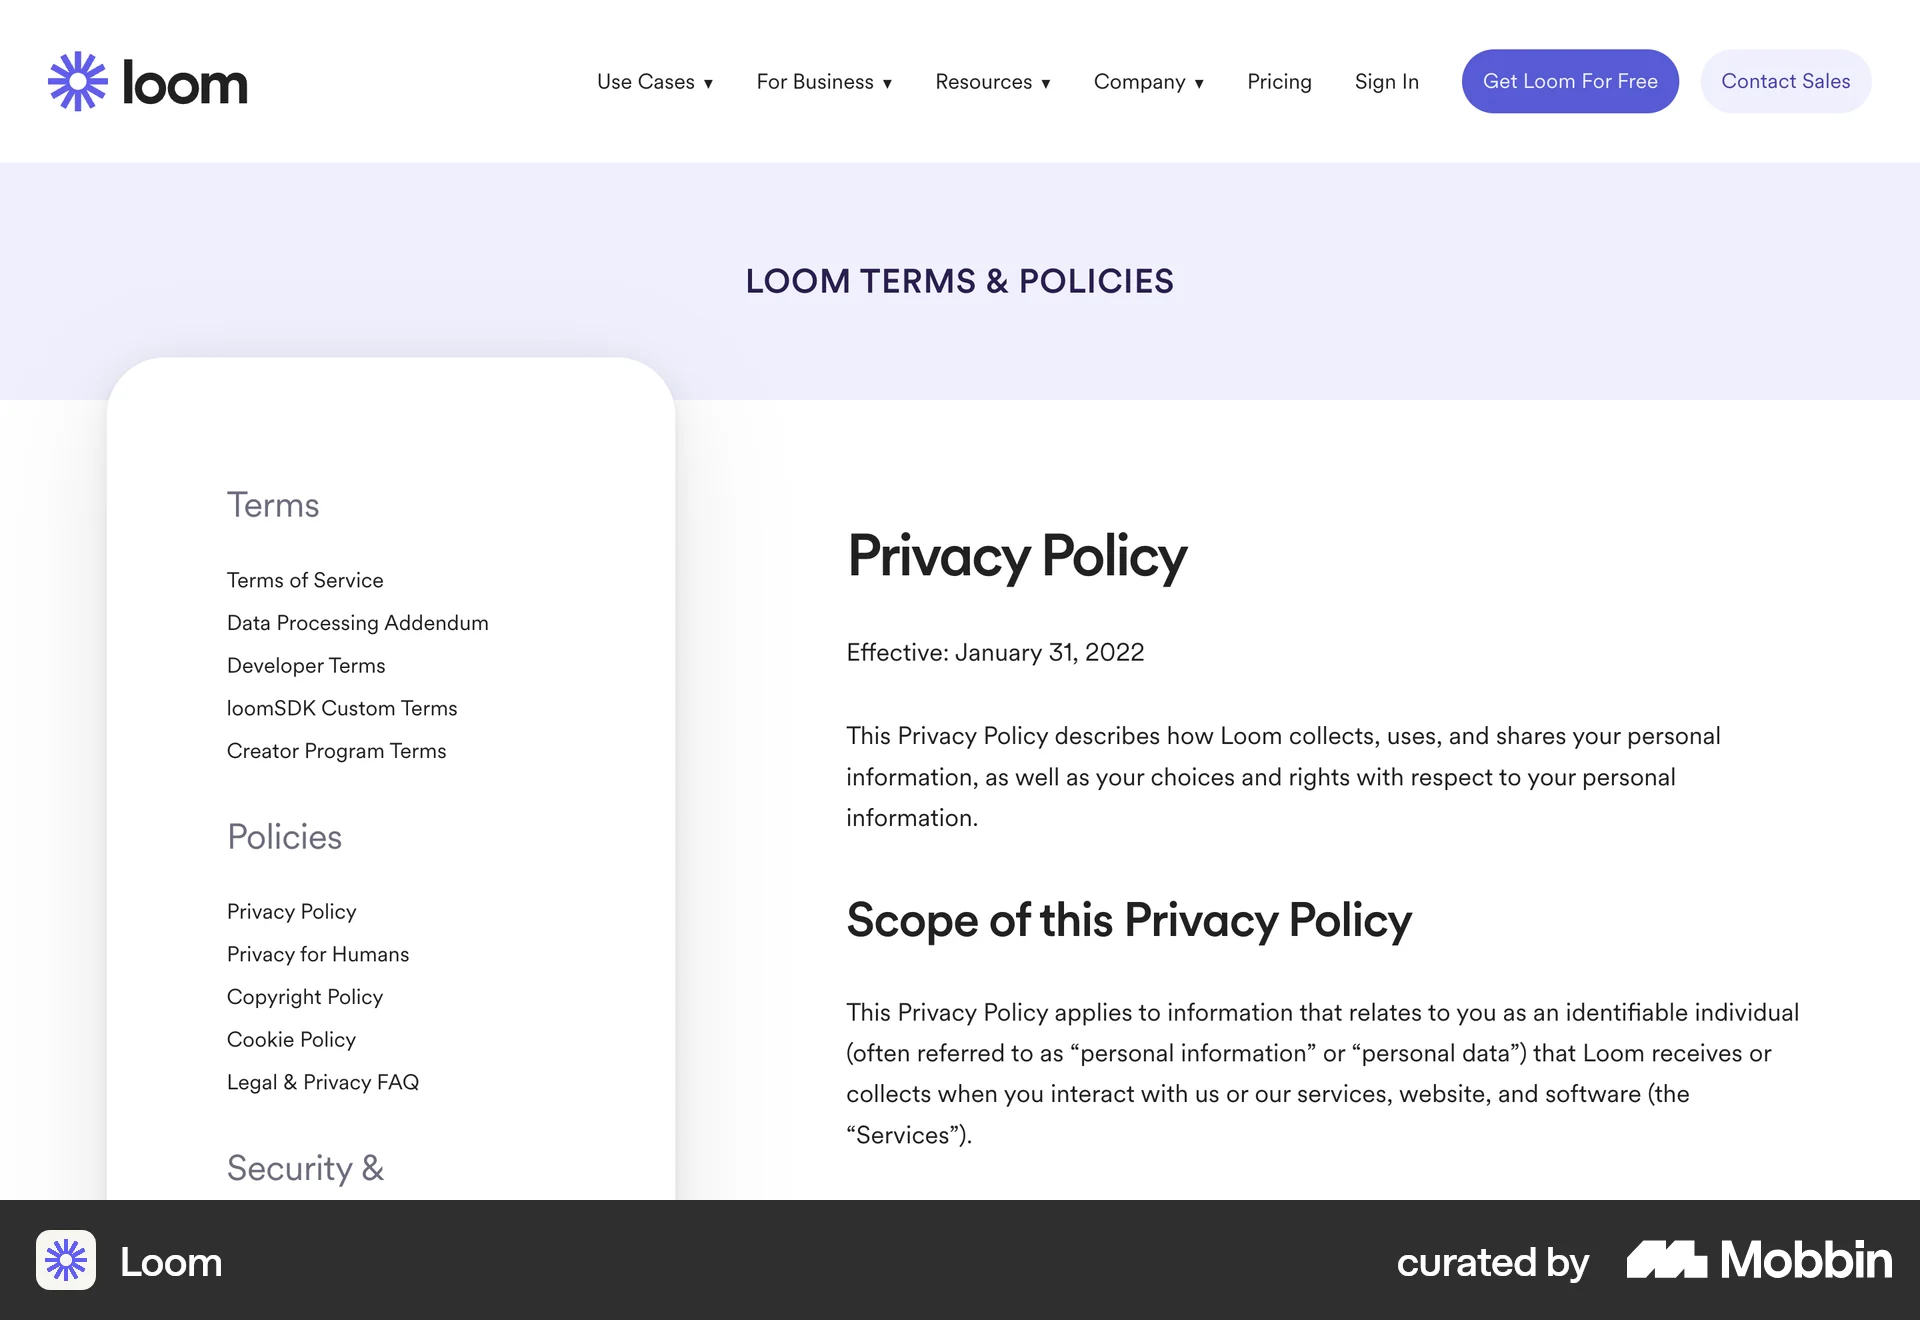 loom
Use Cases ▼
For Business ▼
Resources ▼
Company ▼
Pricing
Sign In
Get Loom For Free
Contact Sales
LOOM TERMS & POLICIES
Terms
Terms of Service
Data Processing Addendum
Developer Terms
loomSDK Custom Terms
Creator Program Terms
Policies
Privacy Policy
Privacy for Humans
Copyright Policy
Cookie Policy
Legal & Privacy FAQ
Security &
Privacy Policy
Effective: January 31, 2022
This Privacy Policy describes how Loom collects, uses, and shares your personal
information, as well as your choices and rights with respect to your personal
information.
Scope of this Privacy Policy
This Privacy Policy applies to information that relates to you as an identifiable individual
(often referred to as “personal information” or “personal data”) that Loom receives or
collects when you interact with us or our services, website, and software (the
“Services”).
Loom
curated by
Mobbin